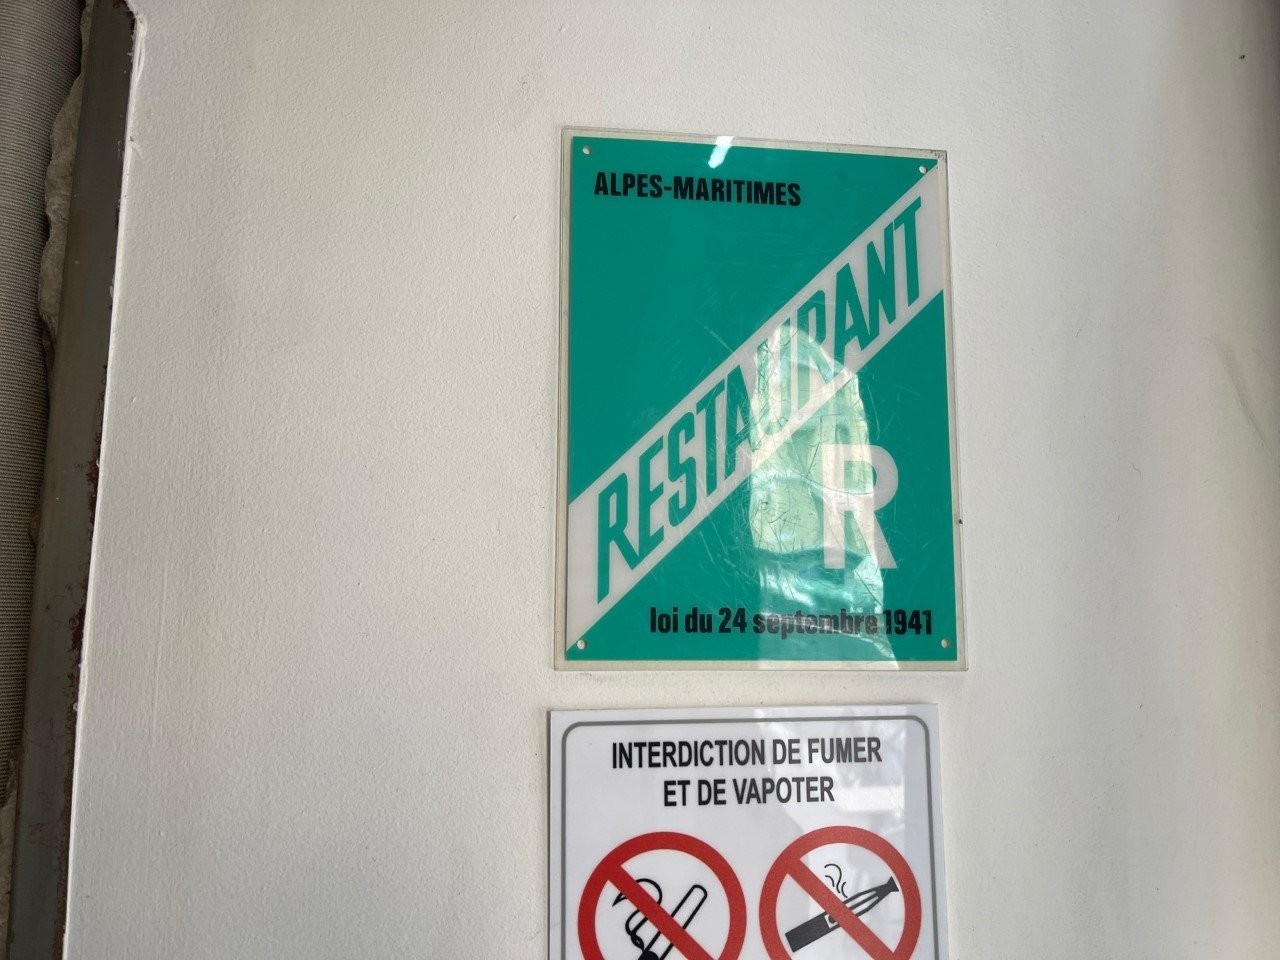 ALPES-MARITIMES
RESTAURANT
R
loi du 24 septembre 1941
INTERDICTION DE FUMER
ET DE VAPOTER